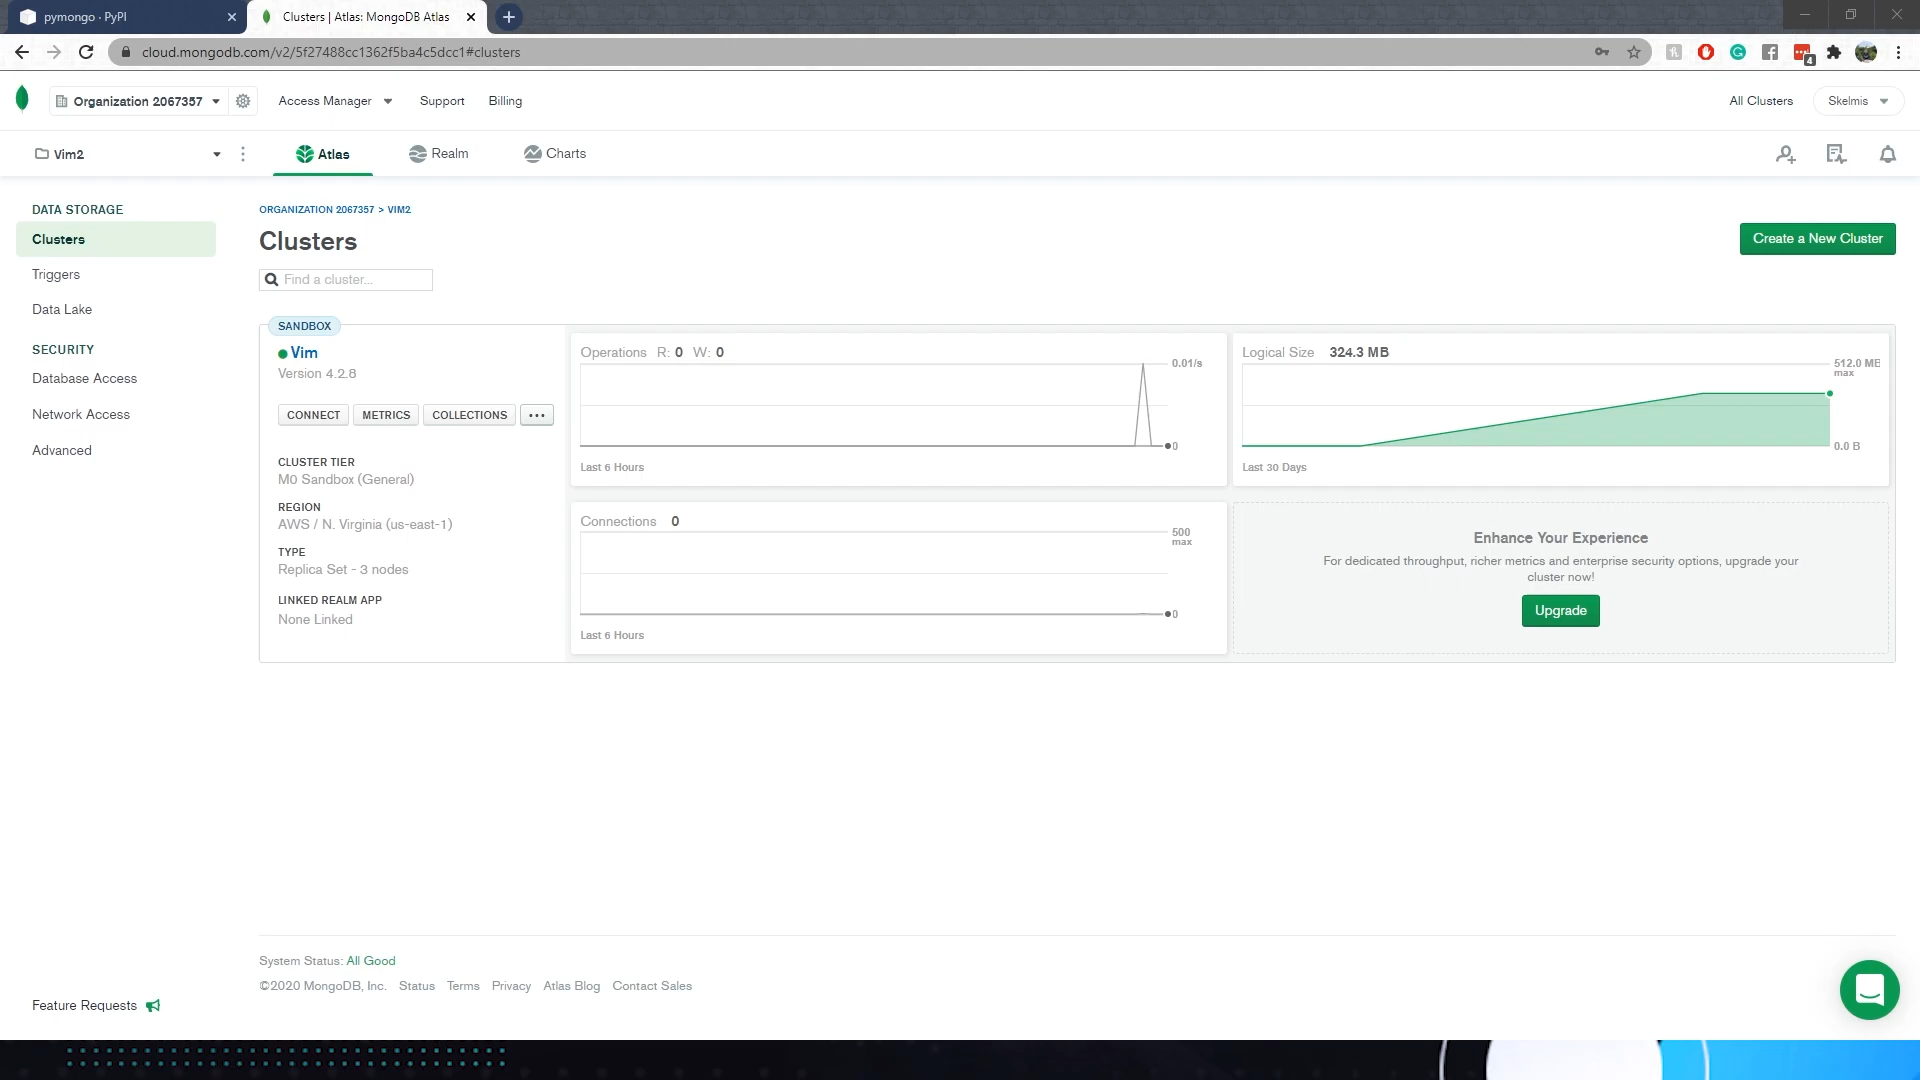 pymongo · PyPI
Clusters | Atlas: MongoDB Atlas
cloud.mongodb.com/v2/5f27488cc1362f5ba4c5dcc1#clusters
4
Organization 2067357
Access Manager
Support
Billing
All Clusters
Skelmis
Vim2
Atlas
Realm
Charts
DATA STORAGE
Clusters
Triggers
Data Lake
SECURITY
Database Access
Network Access
Advanced
Feature Requests
ORGANIZATION 2067357 > VIM2
Clusters
Create a New Cluster
Find a cluster...
SANDBOX
Vim
Version 4.2.8
CONNECT
METRICS
COLLECTIONS
...
CLUSTER TIER
M0 Sandbox (General)
REGION
AWS / N. Virginia (us-east-1)
TYPE
Replica Set - 3 nodes
LINKED REALM APP
None Linked
Operations R: 0 W: 0
0.01/s
0
Last 6 Hours
Logical Size 324.3 MB
512.0 MB
max
0.0 B
Last 30 Days
Connections 0
500
max
0
Last 6 Hours
Enhance Your Experience
For dedicated throughput, richer metrics and enterprise security options, upgrade your
cluster now!
Upgrade
System Status: All Good
©2020 MongoDB, Inc. Status Terms Privacy Atlas Blog Contact Sales